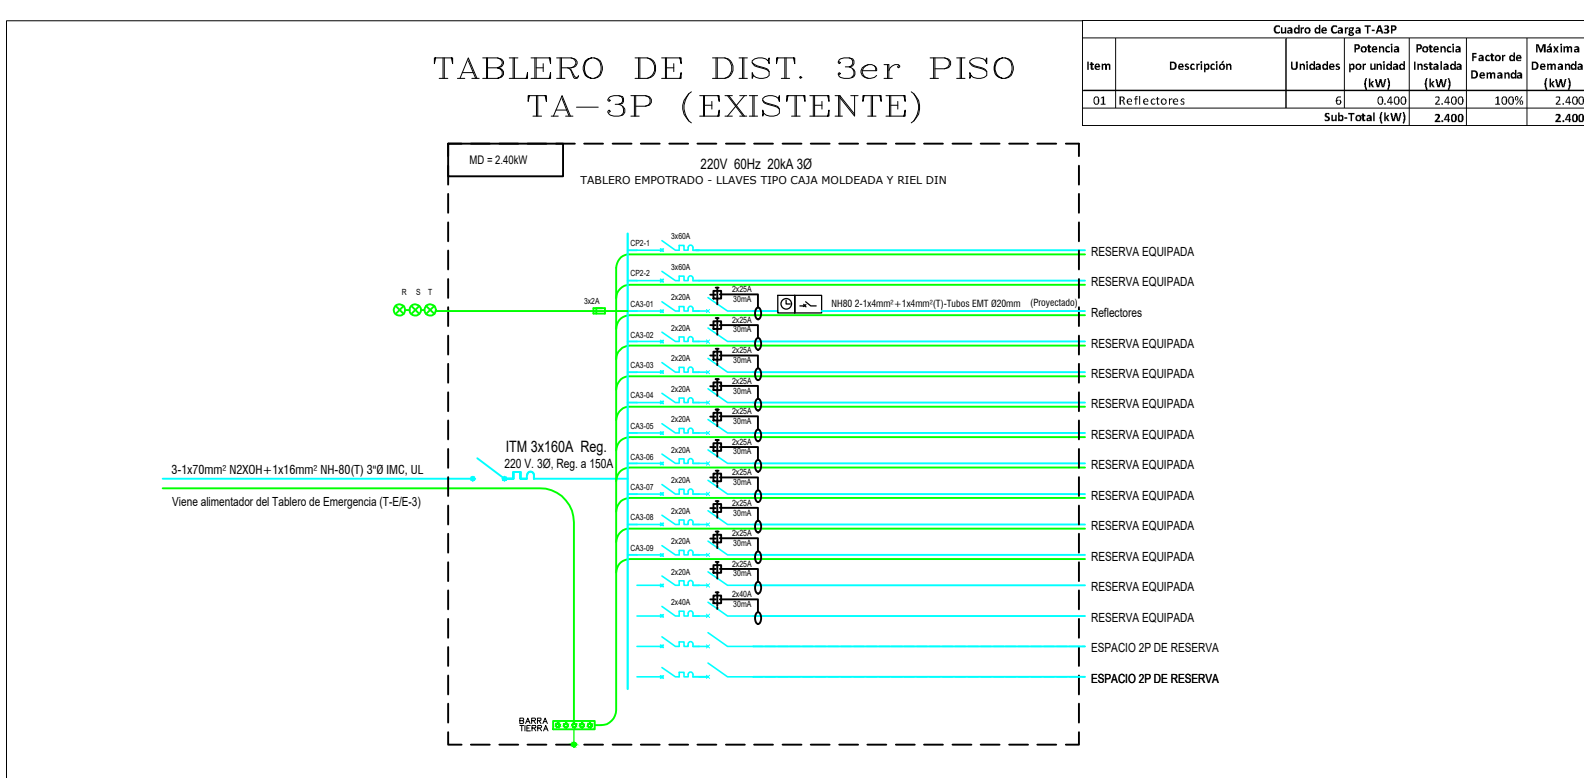 TABLERO DE DIST. 3er PISO
TA-3P (EXISTENTE)
Cuadro de Carga T-A3P
Item Descripción Unidades Potencia por unidad (kW) Potencia Instalada (kW) Factor de Demanda Máxima Demanda (kW)
01 Reflectores 6 0.400 2.400 100% 2.400
Sub-Total (kW) 2.400 2.400
MD = 2.40kW
220V 60Hz 20kA 3Ø
TABLERO EMPOTRADO - LLAVES TIPO CAJA MOLDEADA Y RIEL DIN
CP2-1 3x60A RESERVA EQUIPADA
CP2-2 3x60A RESERVA EQUIPADA
R S T
3x2A
CA3-01 2x20A 2x25A 30mA NH80 2-1x4mm²+1x4mm²(T)-Tubos EMT Ø20mm (Proyectado) Reflectores
CA3-02 2x20A 2x25A 30mA RESERVA EQUIPADA
CA3-03 2x20A 2x25A 30mA RESERVA EQUIPADA
CA3-04 2x20A 2x25A 30mA RESERVA EQUIPADA
CA3-05 2x20A 2x25A 30mA RESERVA EQUIPADA
CA3-06 2x20A 2x25A 30mA RESERVA EQUIPADA
CA3-07 2x20A 2x25A 30mA RESERVA EQUIPADA
CA3-08 2x20A 2x25A 30mA RESERVA EQUIPADA
CA3-09 2x20A 2x25A 30mA RESERVA EQUIPADA
2x20A 2x25A 30mA RESERVA EQUIPADA
2x40A 2x40A 30mA RESERVA EQUIPADA
ESPACIO 2P DE RESERVA
ESPACIO 2P DE RESERVA
ITM 3x160A Reg.
220 V. 3Ø, Reg. a 150A
3-1x70mm² N2XOH+1x16mm² NH-80(T) 3"Ø IMC, UL
Viene alimentador del Tablero de Emergencia (T-E/E-3)
BARRA
TIERRA